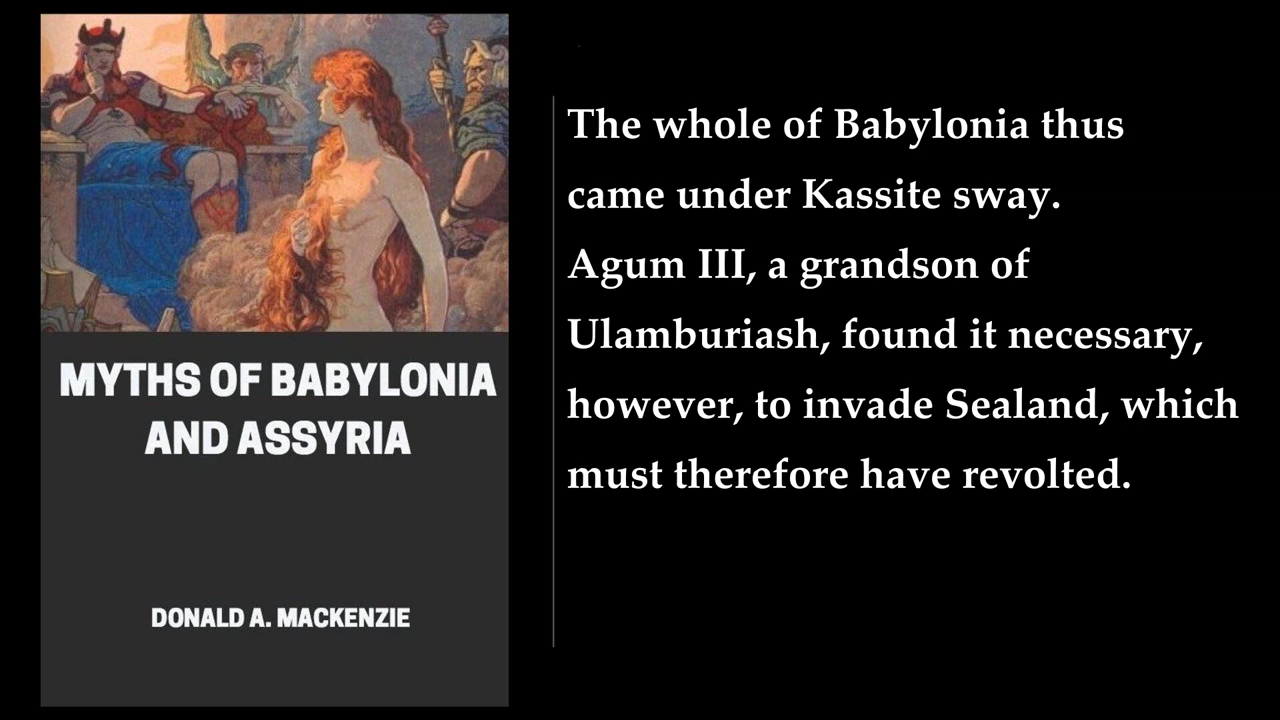 MYTHS OF BABYLONIA
AND ASSYRIA
DONALD A. MACKENZIE
The whole of Babylonia thus
came under Kassite sway.
Agum III, a grandson of
Ulamburiash, found it necessary,
however, to invade Sealand, which
must therefore have revolted.